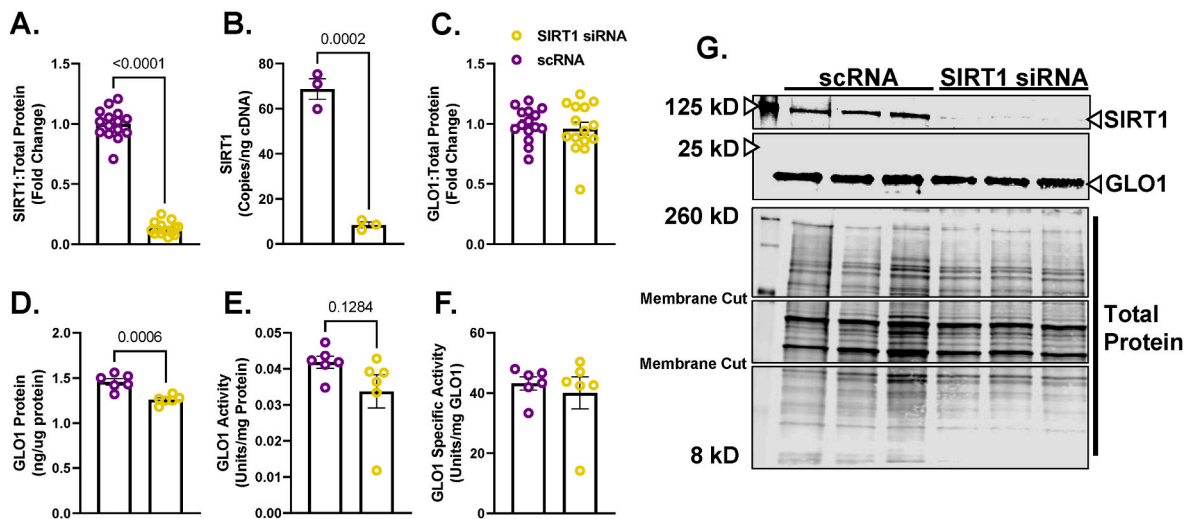 A.
<0.0001
1.5
1.0
0.5
0.0
SIRT1:Total Protein
(Fold Change)
B.
0.0002
80
60
40
20
0
SIRT1
(Copies/ng cDNA)
C.
SIRT1 siRNA
scRNA
1.5
1.0
0.5
0.0
GLO1:Total Protein
(Fold Change)
D.
0.0006
2.0
1.5
1.0
0.5
0.0
GLO1 Protein
(ng/ug protein)
E.
0.1284
0.05
0.04
0.03
0.02
0.01
0.00
GLO1 Activity
(Units/mg Protein)
F.
60
40
20
0
GLO1 Specific Activity
(Units/mg GLO1)
G.
scRNA
SIRT1 siRNA
125 kD
SIRT1
25 kD
GLO1
260 kD
Membrane Cut
Total
Protein
Membrane Cut
8 kD